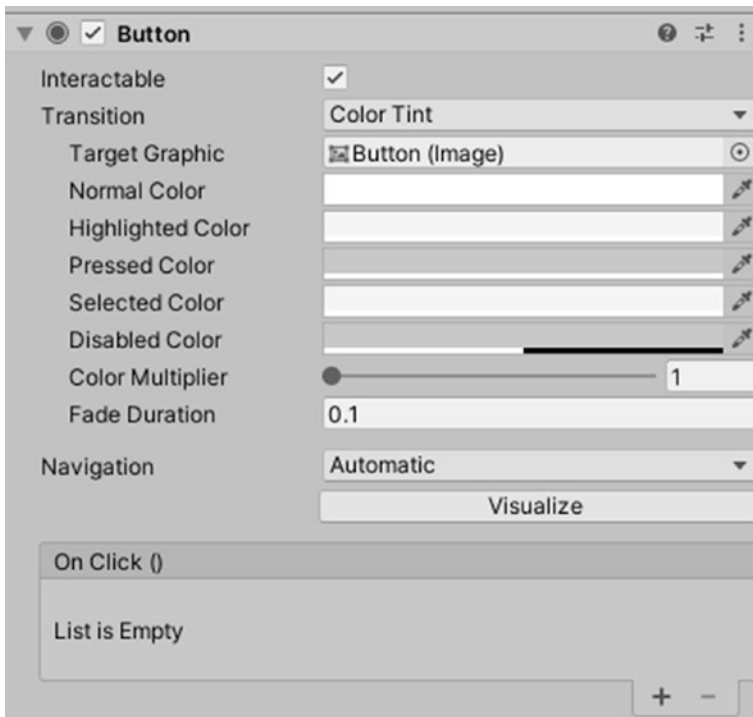 Button
Interactable
Transition Color Tint
Target Graphic Button (Image)
Normal Color
Highlighted Color
Pressed Color
Selected Color
Disabled Color
Color Multiplier 1
Fade Duration 0.1
Navigation Automatic
Visualize
On Click ()
List is Empty